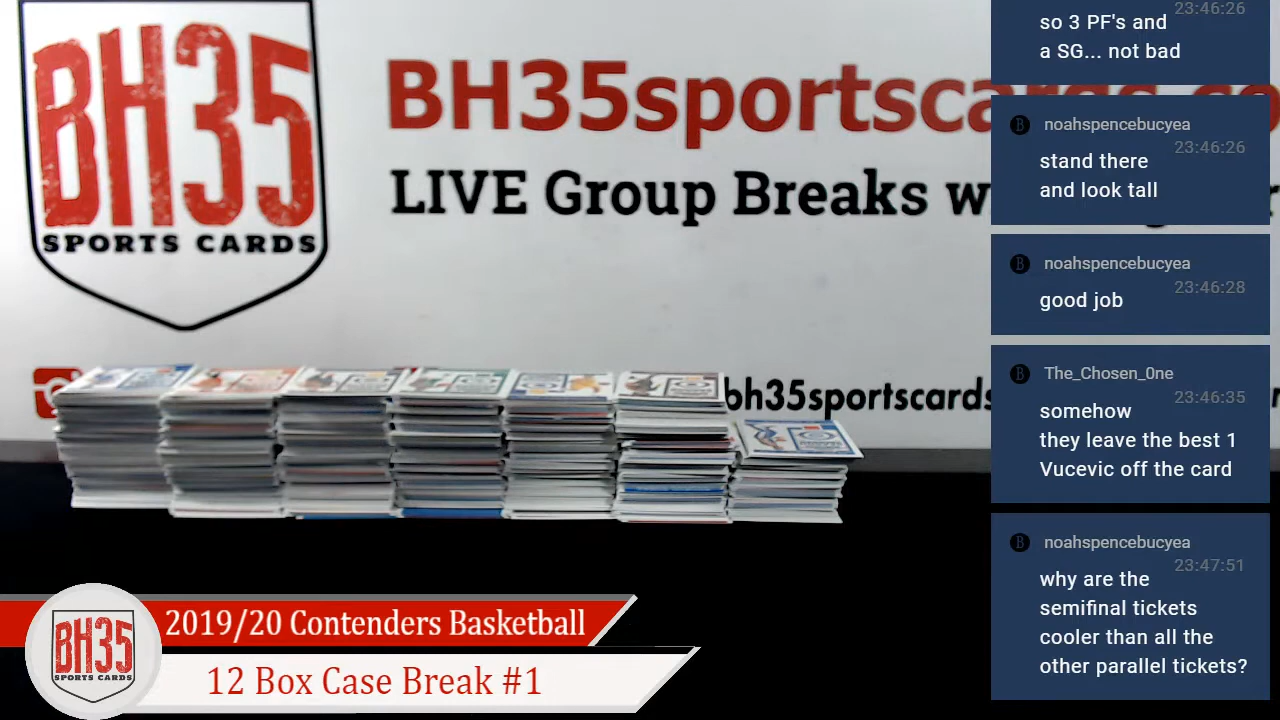 BH35
SPORTS CARDS
BH35sportscards.co
LIVE Group Breaks w
bh35sportscards
23:46:26
so 3 PF's and
a SG... not bad
noahspencebucyea
23:46:26
stand there
and look tall
noahspencebucyea
23:46:28
good job
The_Chosen_0ne
23:46:35
somehow
they leave the best 1
Vucevic off the card
noahspencebucyea
23:47:51
why are the
semifinal tickets
cooler than all the
other parallel tickets?
BH35
SPORTS CARDS
2019/20 Contenders Basketball
12 Box Case Break #1